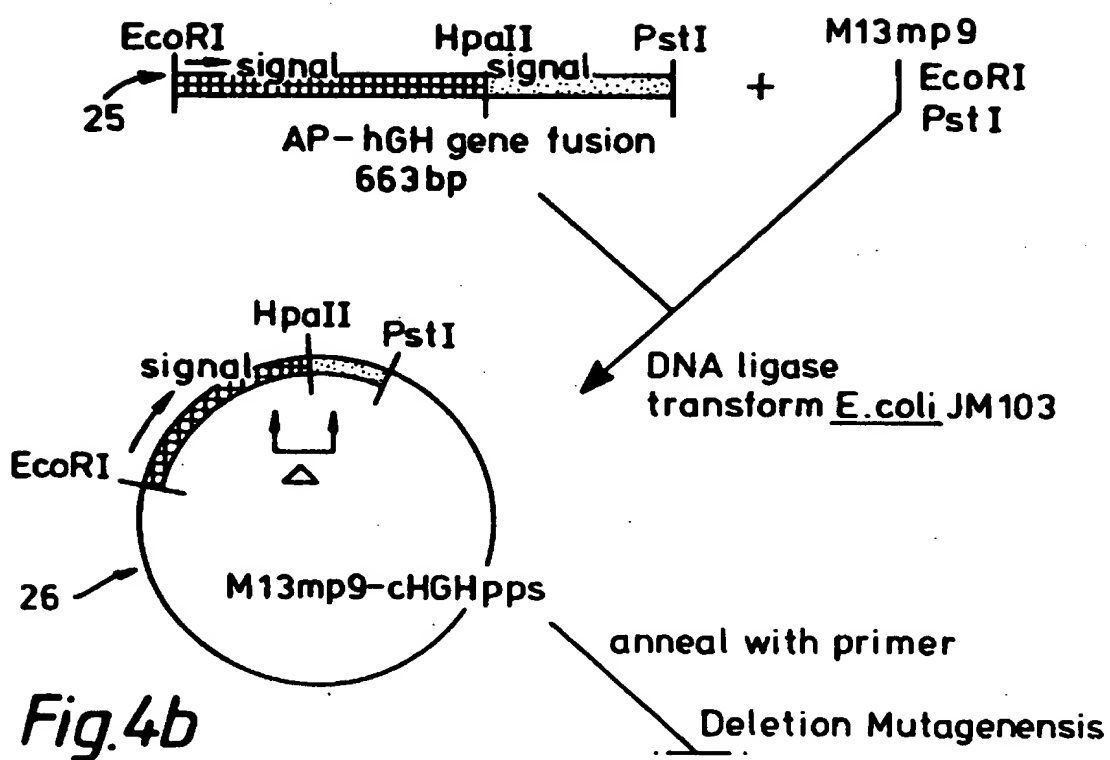 EcoRI HpaII PstI M13mp9
signal signal
EcoRI
PstI
25
+
AP-hGH gene fusion
663bp
HpaII
PstI
signal
DNA ligase
transform E.coli JM103
EcoRI
△
26
M13mp9-cHGHpps
anneal with primer
Fig.4b
Deletion Mutagenensis